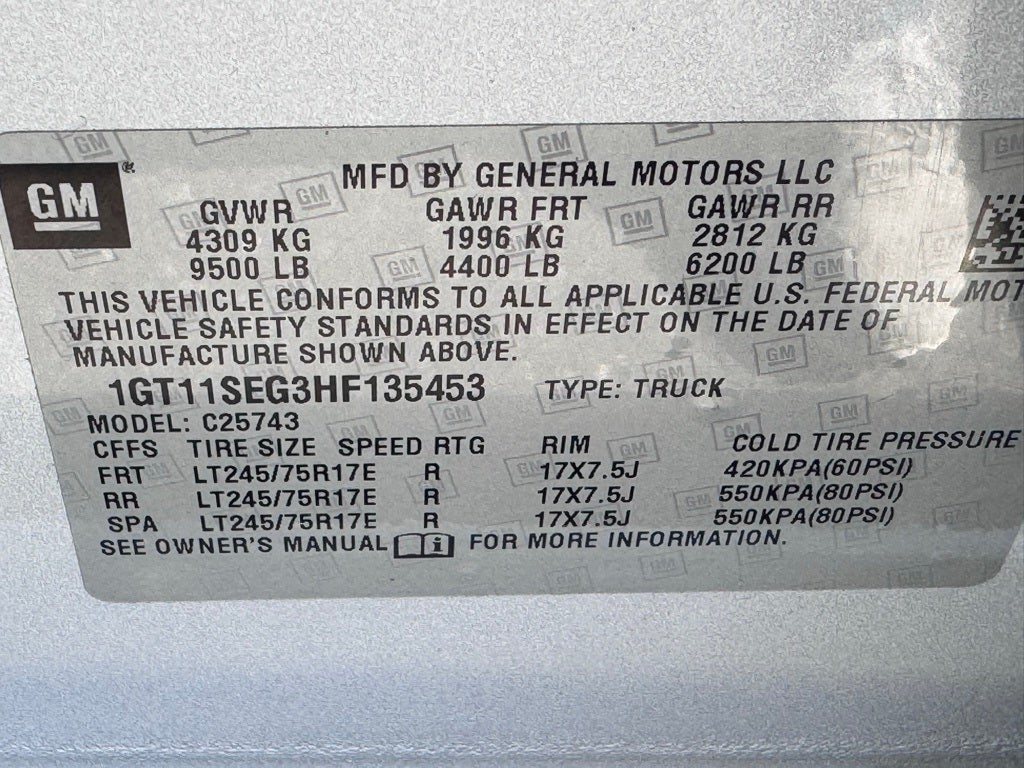 GM
MFD BY GENERAL MOTORS LLC
GVWR GAWR FRT GAWR RR
4309 KG 1996 KG 2812 KG
9500 LB 4400 LB 6200 LB
THIS VEHICLE CONFORMS TO ALL APPLICABLE U.S. FEDERAL MOT
VEHICLE SAFETY STANDARDS IN EFFECT ON THE DATE OF
MANUFACTURE SHOWN ABOVE.
1GT11SEG3HF135453 TYPE: TRUCK
MODEL: C25743
CFFS TIRE SIZE SPEED RTG RIM COLD TIRE PRESSURE
FRT LT245/75R17E R 17X7.5J 420KPA(60PSI)
RR LT245/75R17E R 17X7.5J 550KPA(80PSI)
SPA LT245/75R17E R 17X7.5J 550KPA(80PSI)
SEE OWNER'S MANUAL i FOR MORE INFORMATION.